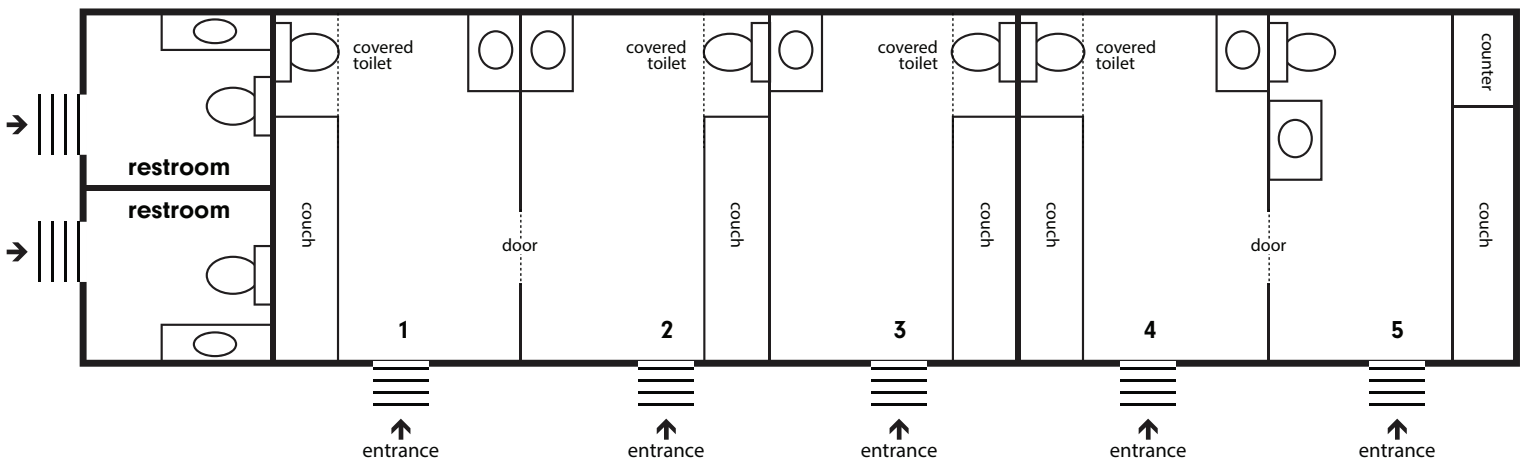 covered
toilet
covered
toilet
covered
toilet
covered
toilet
counter
restroom
restroom
couch
door
couch
couch
couch
door
couch
1
2
3
4
5
entrance
entrance
entrance
entrance
entrance